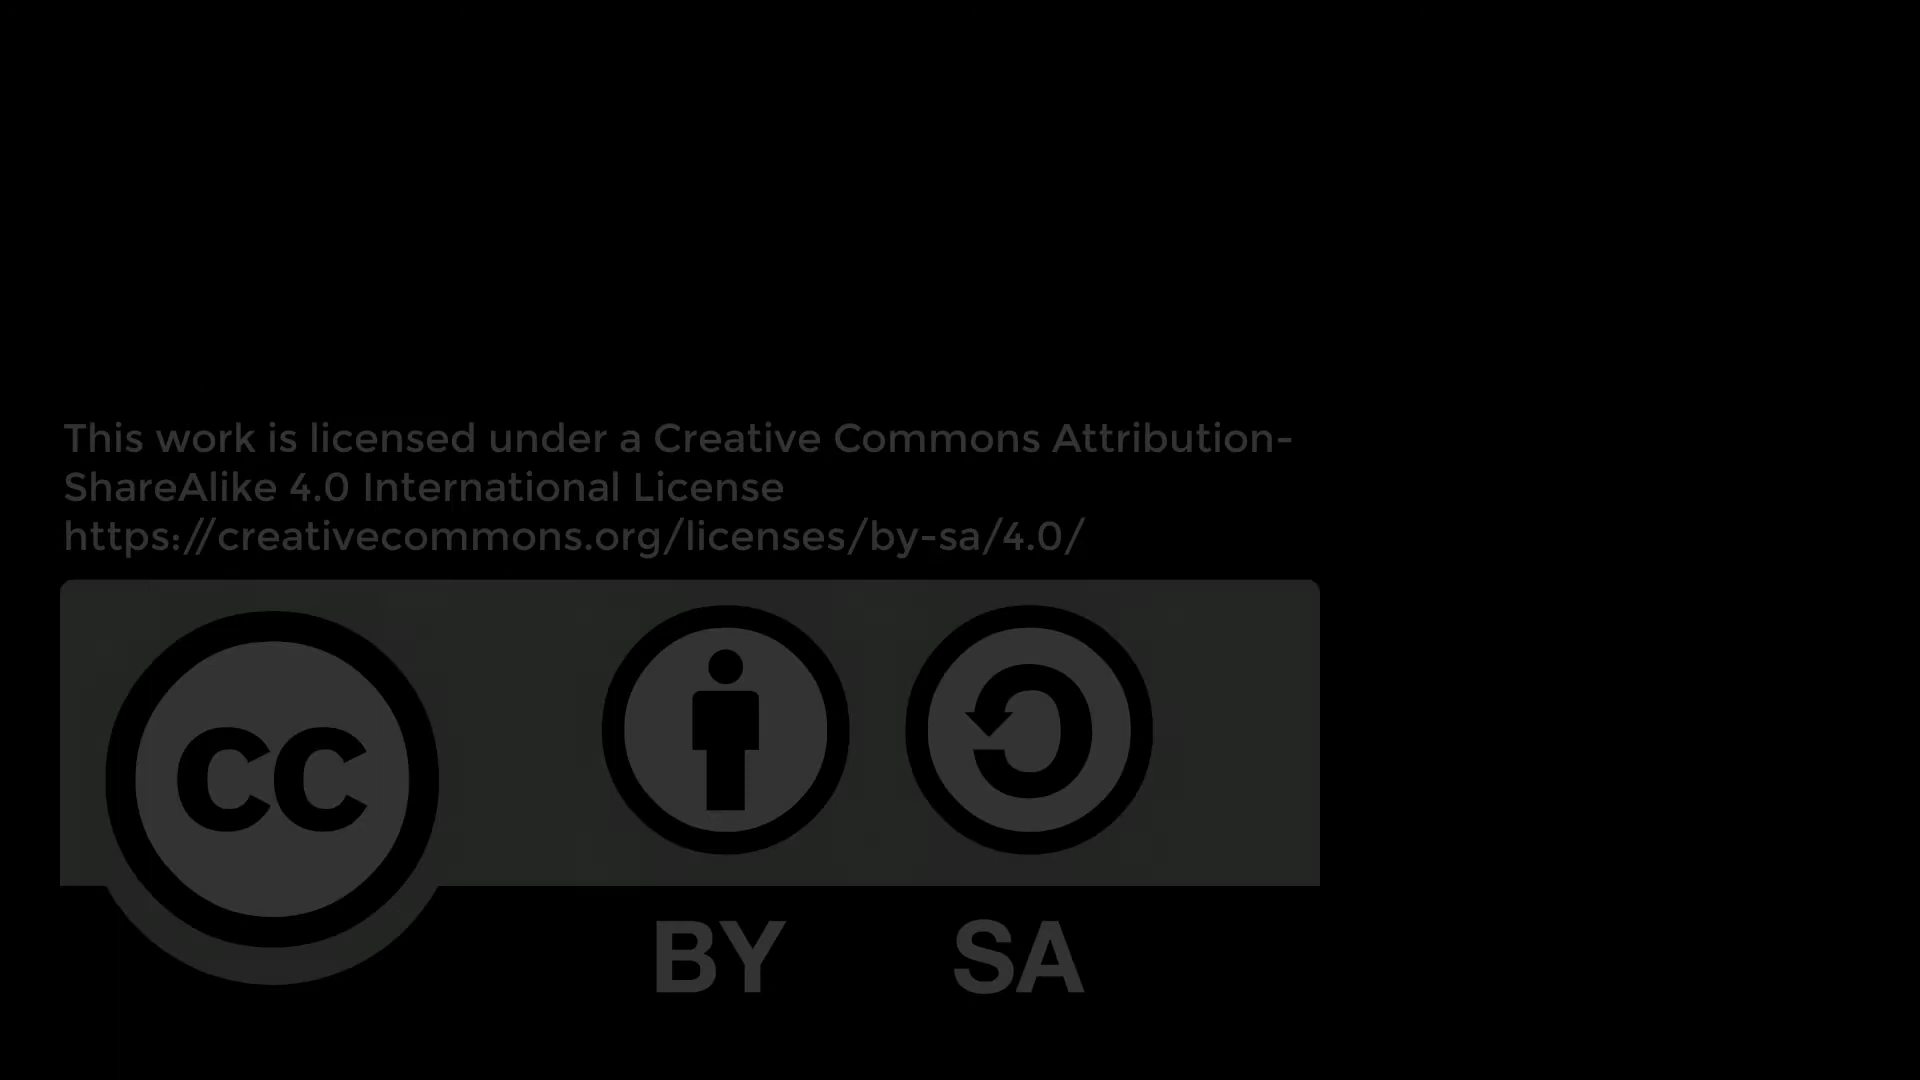 This work is licensed under a Creative Commons Attribution-
ShareAlike 4.0 International License
https://creativecommons.org/licenses/by-sa/4.0/
cc
BY SA